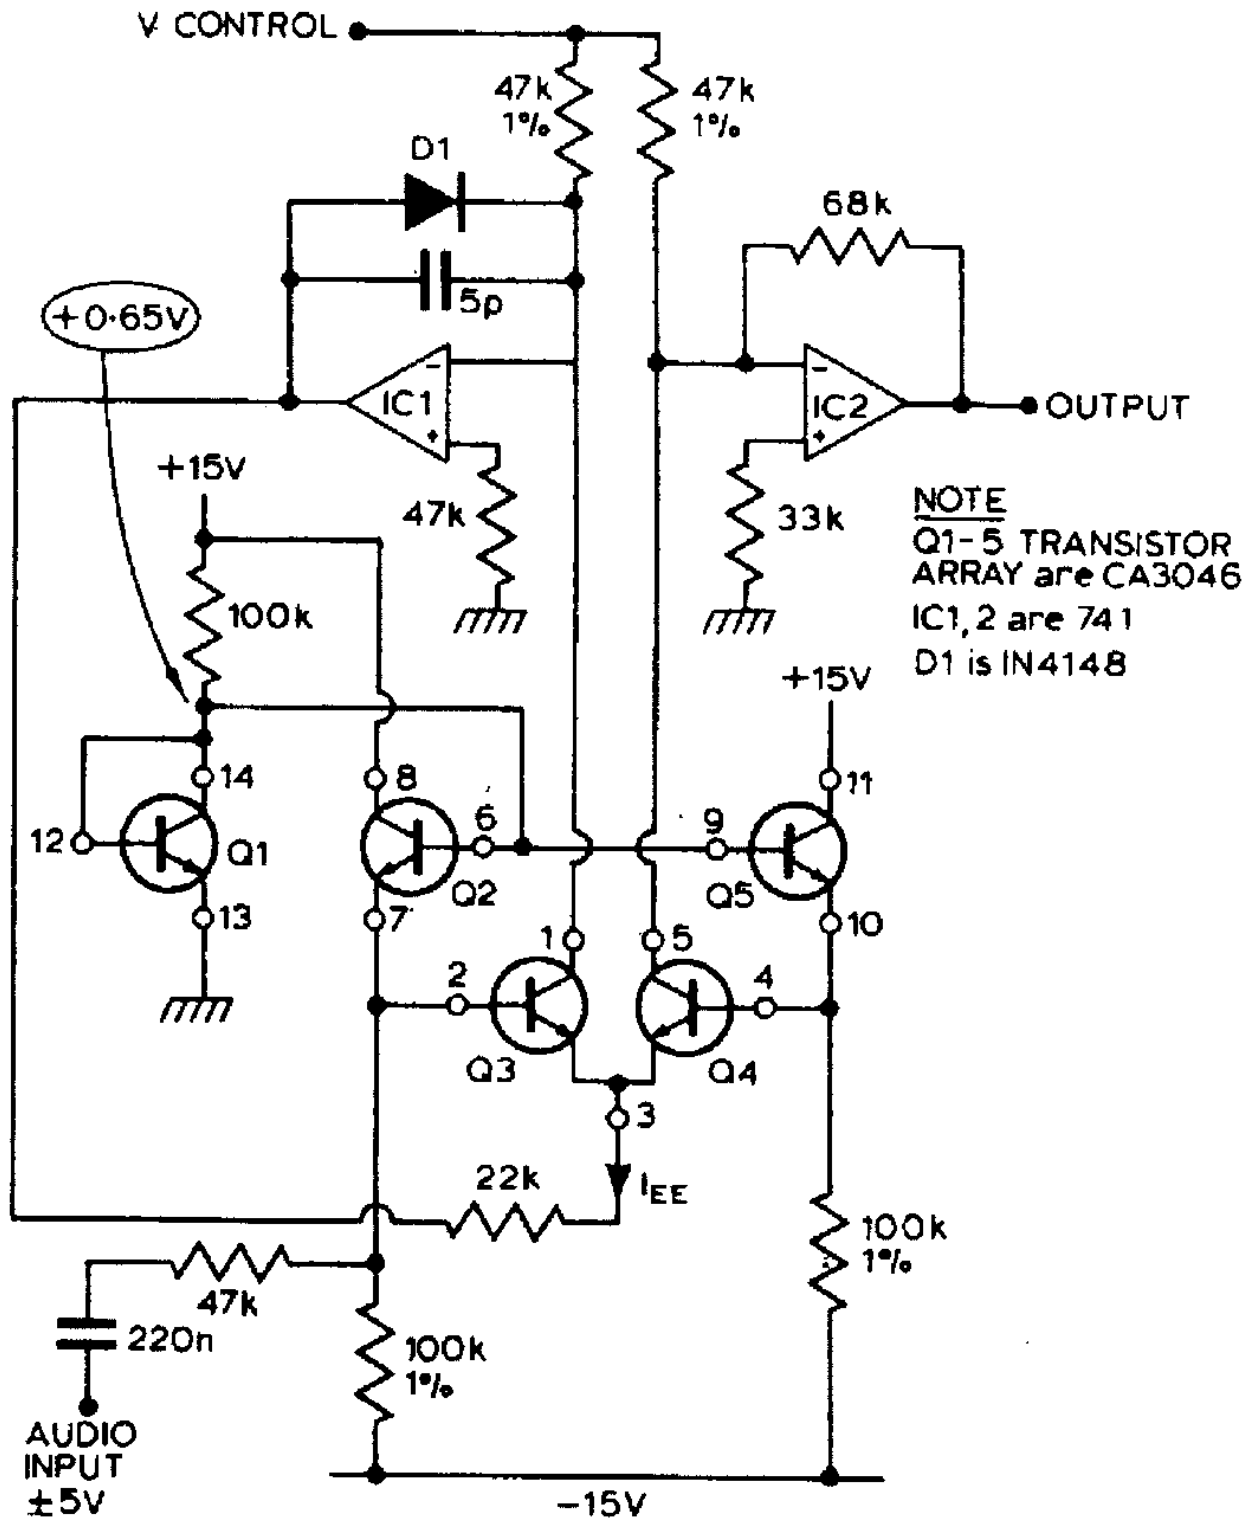 V CONTROL
47k
1%
47k
1%
D1
68k
5p
+0·65V
-
IC1
+
-
IC2
+
OUTPUT
+15V
47k
33k
NOTE
Q1-5 TRANSISTOR
ARRAY are CA3046
IC1, 2 are 741
D1 is IN4148
100k
+15V
14
8
11
12
Q1
6
9
Q2
Q5
13
7
10
1
5
2
4
Q3
Q4
3
22k
IEE
47k
100k
1%
220n
100k
1%
AUDIO
INPUT
±5V
-15V